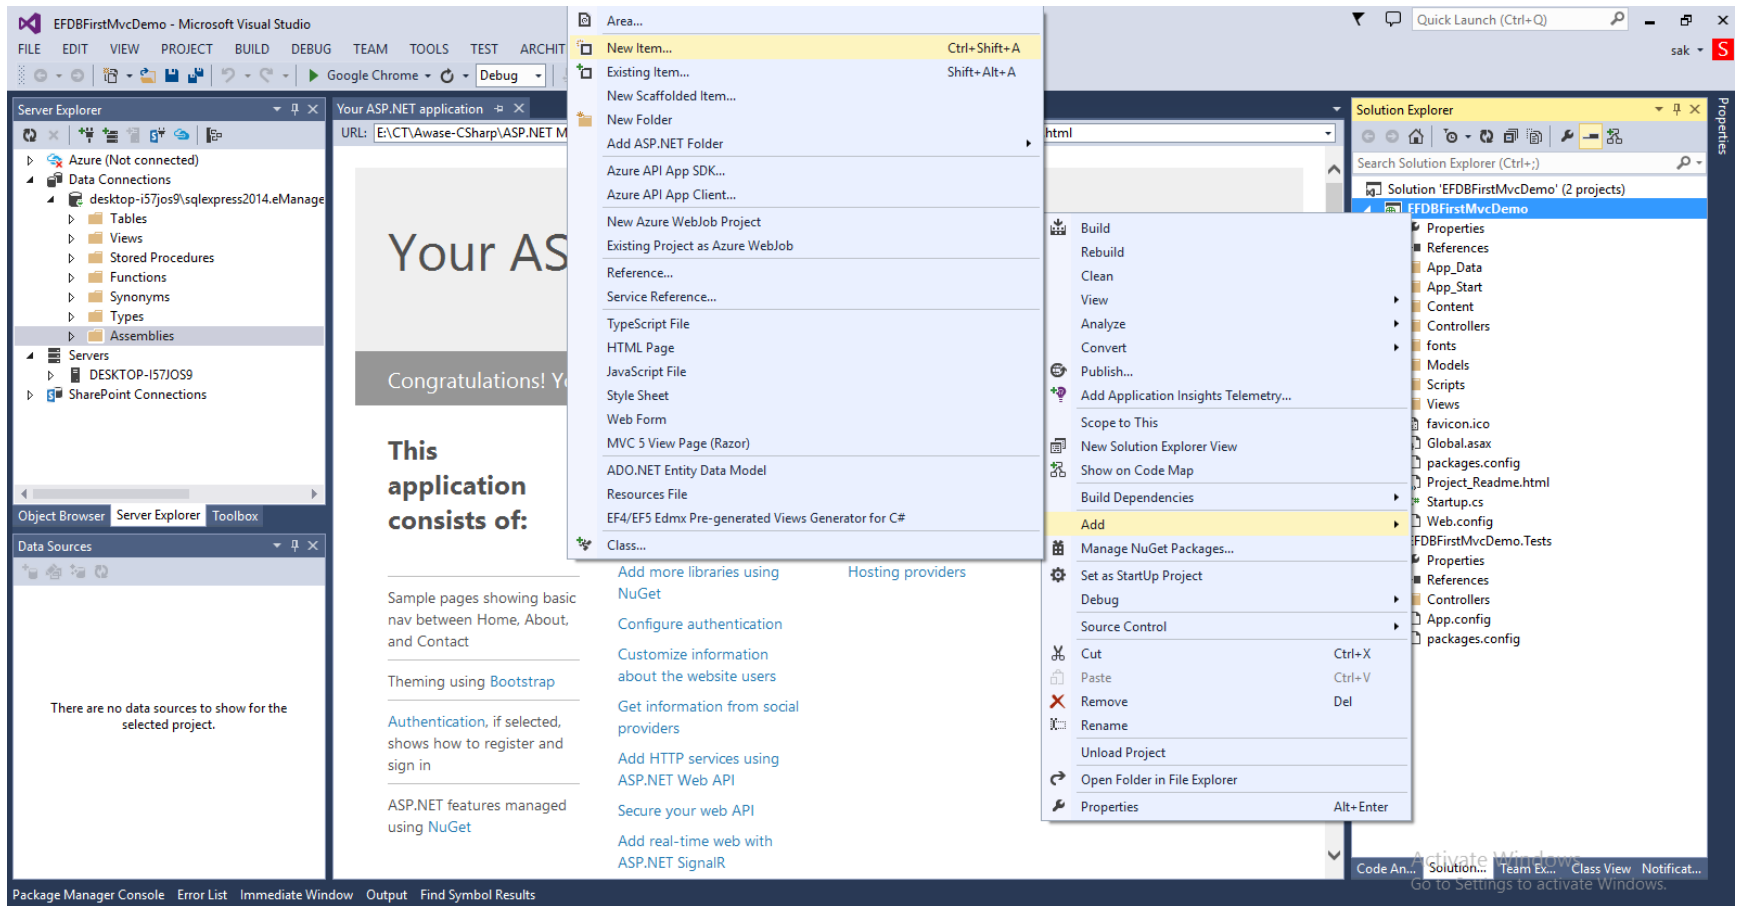 EFDBFirstMvcDemo - Microsoft Visual Studio
Quick Launch (Ctrl+Q)
FILE EDIT VIEW PROJECT BUILD DEBUG TEAM TOOLS TEST ARCHIT
sak
S
Google Chrome
Debug
Server Explorer
Azure (Not connected)
Data Connections
desktop-i57jos9\sqlexpress2014.eManage
Tables
Views
Stored Procedures
Functions
Synonyms
Types
Assemblies
Servers
DESKTOP-I57JOS9
SharePoint Connections
Object Browser Server Explorer Toolbox
Data Sources
There are no data sources to show for the
selected project.
Your ASP.NET application
URL: E:\CT\Awase-CSharp\ASP.NET M
html
Your AS
Congratulations! Yo
This
application
consists of:
Sample pages showing basic
nav between Home, About,
and Contact
Theming using Bootstrap
Authentication, if selected,
shows how to register and
sign in
ASP.NET features managed
using NuGet
Add more libraries using
NuGet
Configure authentication
Customize information
about the website users
Get information from social
providers
Add HTTP services using
ASP.NET Web API
Secure your web API
Add real-time web with
ASP.NET SignalR
Hosting providers
Area...
New Item... Ctrl+Shift+A
Existing Item... Shift+Alt+A
New Scaffolded Item...
New Folder
Add ASP.NET Folder
Azure API App SDK...
Azure API App Client...
New Azure WebJob Project
Existing Project as Azure WebJob
Reference...
Service Reference...
TypeScript File
HTML Page
JavaScript File
Style Sheet
Web Form
MVC 5 View Page (Razor)
ADO.NET Entity Data Model
Resources File
EF4/EF5 Edmx Pre-generated Views Generator for C#
Class...
Build
Rebuild
Clean
View
Analyze
Convert
Publish...
Add Application Insights Telemetry...
Scope to This
New Solution Explorer View
Show on Code Map
Build Dependencies
Add
Manage NuGet Packages...
Set as StartUp Project
Debug
Source Control
Cut Ctrl+X
Paste Ctrl+V
Remove Del
Rename
Unload Project
Open Folder in File Explorer
Properties Alt+Enter
Solution Explorer
Search Solution Explorer (Ctrl+;)
Solution 'EFDBFirstMvcDemo' (2 projects)
EFDBFirstMvcDemo
Properties
References
App_Data
App_Start
Content
Controllers
fonts
Models
Scripts
Views
favicon.ico
Global.asax
packages.config
Project_Readme.html
Startup.cs
Web.config
FDBFirstMvcDemo.Tests
Properties
References
Controllers
App.config
packages.config
Properties
Activate Windows
Go to Settings to activate Windows.
Code An... Solution... Team Ex... Class View Notificat...
Package Manager Console Error List Immediate Window Output Find Symbol Results